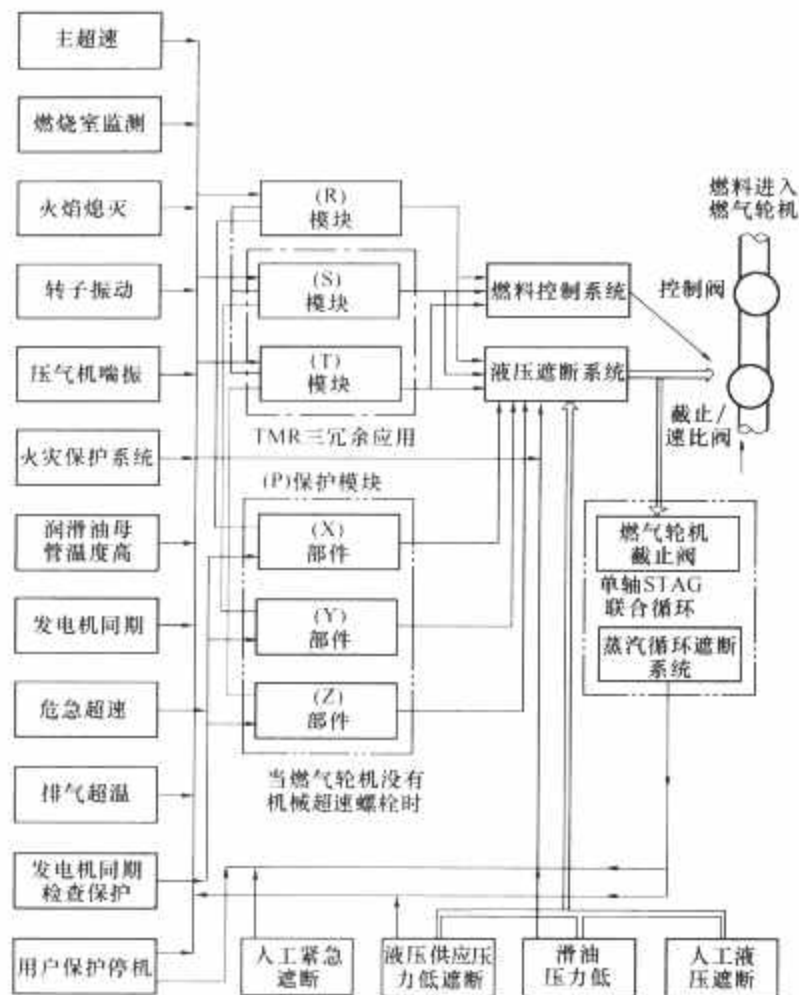 主超速
燃烧室监测
火焰熄灭
转子振动
压气机喘振
火灾保护系统
润滑油母
管温度高
发电机同期
危急超速
排气超温
发电机同期
检查保护
用户保护停机
(R)
模块
(S)
模块
(T)
模块
TMR三冗余应用
(P)保护模块
(X)
部件
(Y)
部件
(Z)
部件
当燃气轮机没有
机械超速螺栓时
燃料控制系统
液压遮断系统
燃料进入
燃气轮机
控制阀
截止/
速比阀
燃气轮机
截止阀
单轴STAG
联合循环
蒸汽循环遮断
系统
人工紧急
遮断
液压供应压
力低遮断
滑油
压力低
人工液
压遮断